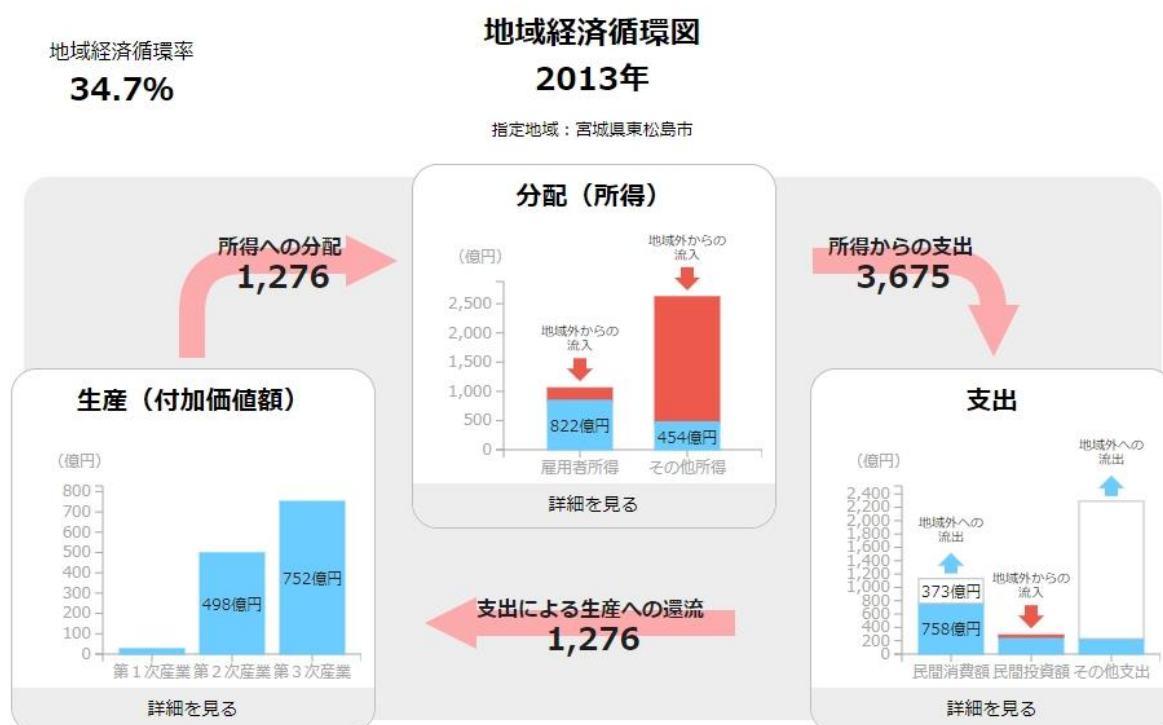 地域経済循環図
2013年
指定地域：宮城県東松島市
地域経済循環率
34.7%
所得への分配
1,276
分配（所得）
（億円）
2,500
2,000
1,500
1,000
500
0
地域外からの
流入
地域外からの
流入
822億円
454億円
雇用者所得
その他所得
詳細を見る
所得からの支出
3,675
生産（付加価値額）
（億円）
800
700
600
500
400
300
200
100
0
498億円
752億円
第１次産業
第２次産業
第３次産業
詳細を見る
支出による生産への還流
1,276
支出
（億円）
2,400
2,200
2,000
1,800
1,600
1,400
1,200
1,000
800
600
400
200
0
地域外への
流出
地域外からの
流入
地域外への
流出
373億円
758億円
民間消費額
民間投資額
その他支出
詳細を見る